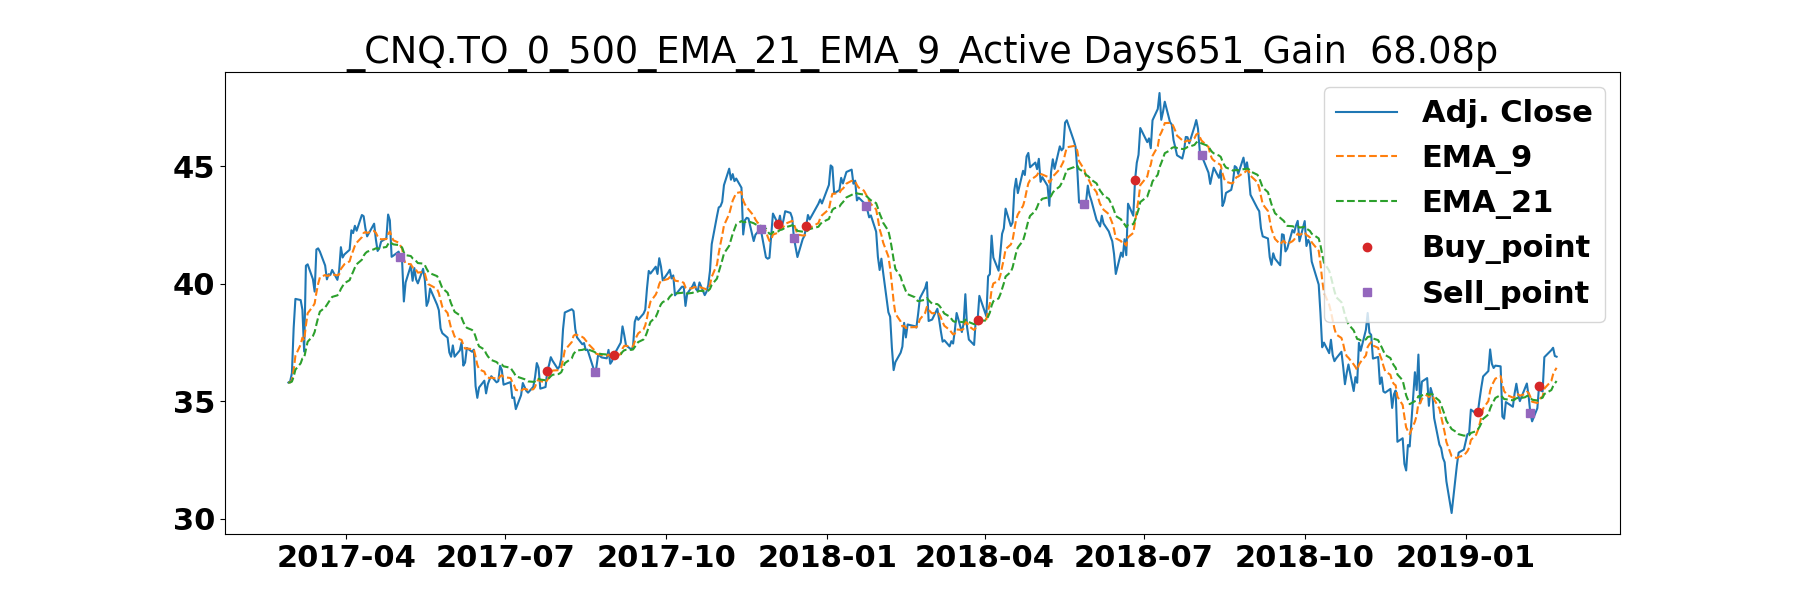 _CNQ.TO_0_500_EMA_21_EMA_9_Active Days651_Gain  68.08p
Adj. Close
EMA_9
EMA_21
Buy_point
Sell_point
45
40
35
30
2017-04 2017-07 2017-10 2018-01 2018-04 2018-07 2018-10 2019-01